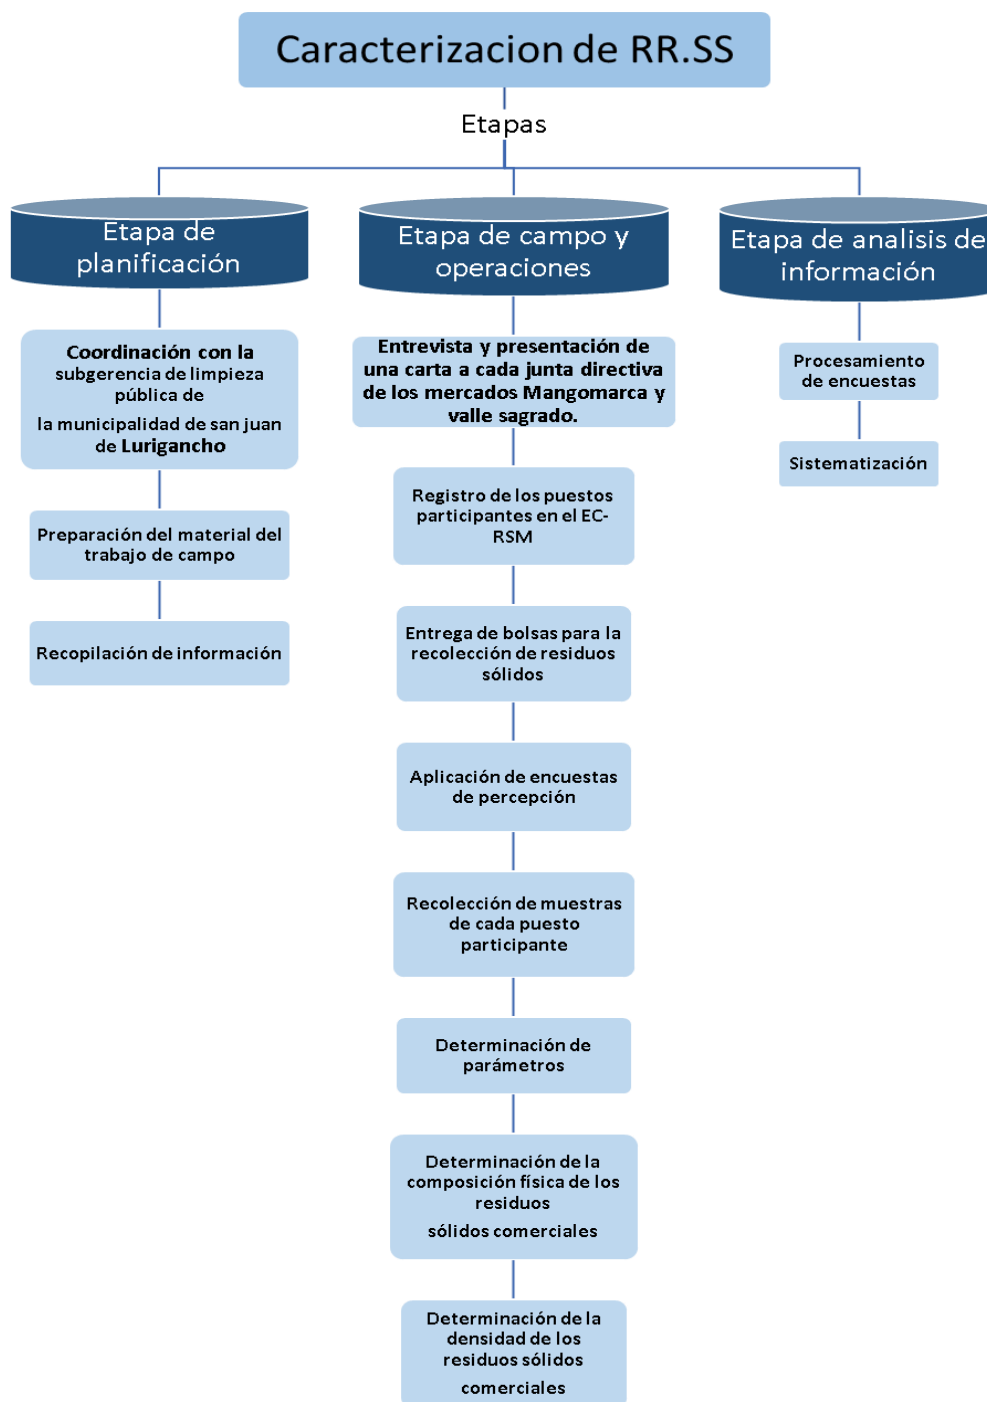 Caracterizacion de RR.SS
Etapas
Etapa de
planificación
Coordinación con la
subgerencia de limpieza
pública de
la municipalidad de san juan
de Lurigancho
Preparación del material del
trabajo de campo
Recopilación de información
Etapa de campo y
operaciones
Entrevista y presentación de
una carta a cada junta directiva
de los mercados Mangomarca y
valle sagrado.
Registro de los puestos
participantes en el EC-
RSM
Entrega de bolsas para la
recolección de residuos
sólidos
Aplicación de encuestas
de percepción
Recolección de muestras
de cada puesto
participante
Determinación de
parámetros
Determinación de la
composición física de los
residuos
sólidos comerciales
Determinación de la
densidad de los
residuos sólidos
comerciales
Etapa de analisis de
información
Procesamiento
de encuestas
Sistematización